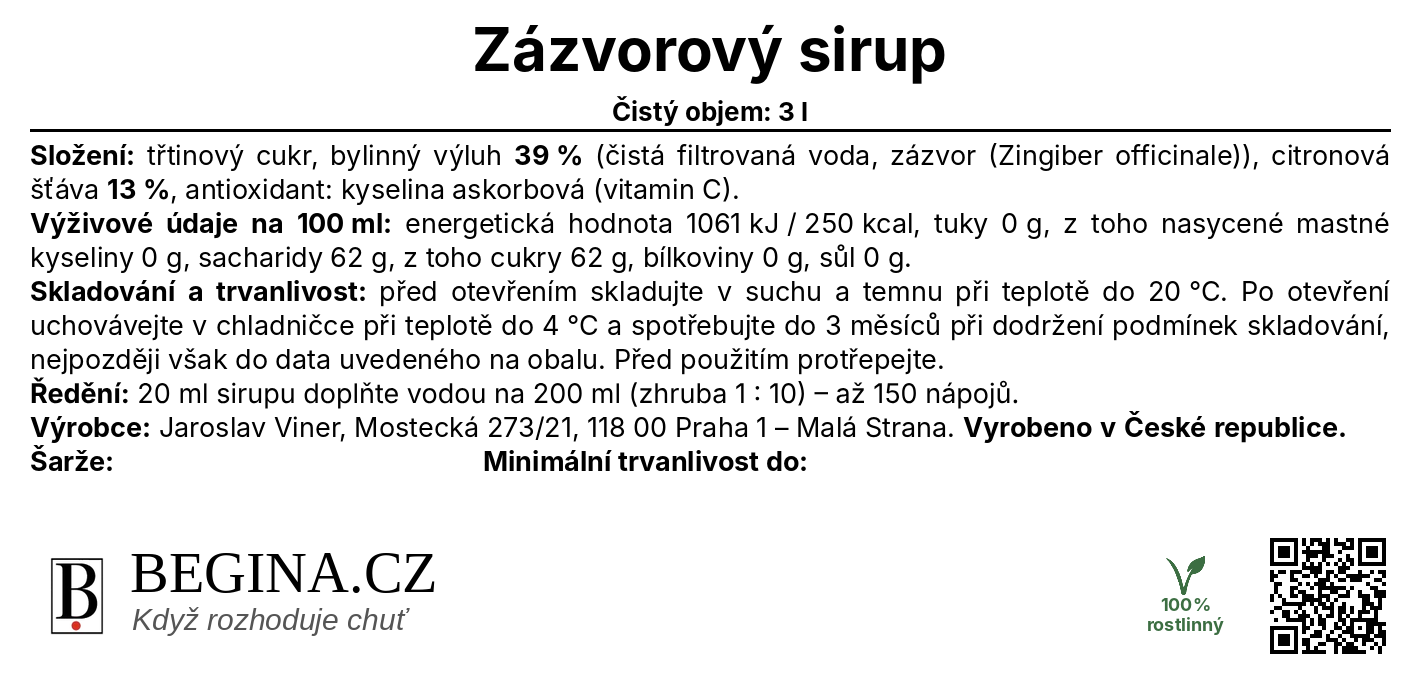 Zázvorový sirup
Čistý objem: 3 l
Složení: třtinový cukr, bylinný výluh 39 % (čistá filtrovaná voda, zázvor (Zingiber officinale)), citronová
šťáva 13 %, antioxidant: kyselina askorbová (vitamin C).
Výživové údaje na 100 ml: energetická hodnota 1061 kJ / 250 kcal, tuky 0 g, z toho nasycené mastné
kyseliny 0 g, sacharidy 62 g, z toho cukry 62 g, bílkoviny 0 g, sůl 0 g.
Skladování a trvanlivost: před otevřením skladujte v suchu a temnu při teplotě do 20 °C. Po otevření
uchovávejte v chladničce při teplotě do 4 °C a spotřebujte do 3 měsíců při dodržení podmínek skladování,
nejpozději však do data uvedeného na obalu. Před použitím protřepejte.
Ředění: 20 ml sirupu doplňte vodou na 200 ml (zhruba 1 : 10) – až 150 nápojů.
Výrobce: Jaroslav Viner, Mostecká 273/21, 118 00 Praha 1 – Malá Strana. Vyrobeno v České republice.
Šarže: Minimální trvanlivost do:
B BEGINA.CZ
Když rozhoduje chuť
100%
rostlinný